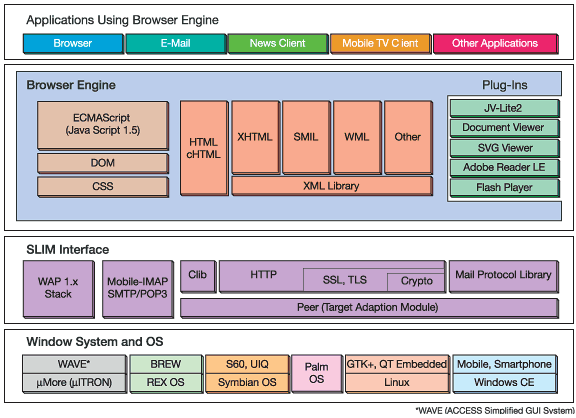 Applications Using Browser Engine
Browser
E-Mail
News Client
Mobile TV Client
Other Applications
Browser Engine
Plug-Ins
ECMAScript
(Java Script 1.5)
DOM
CSS
HTML
cHTML
XHTML
SMIL
WML
Other
XML Library
JV-Lite2
Document Viewer
SVG Viewer
Adobe Reader LE
Flash Player
SLIM Interface
WAP 1.x
Stack
Mobile-IMAP
SMTP/POP3
Clib
HTTP
SSL, TLS
Crypto
Mail Protocol Library
Peer (Target Adaption Module)
Window System and OS
WAVE*
µMore (µITRON)
BREW
REX OS
S60, UIQ
Symbian OS
Palm
OS
GTK+, QT Embedded
Linux
Mobile, Smartphone
Windows CE
*WAVE (ACCESS Simplified GUI System)